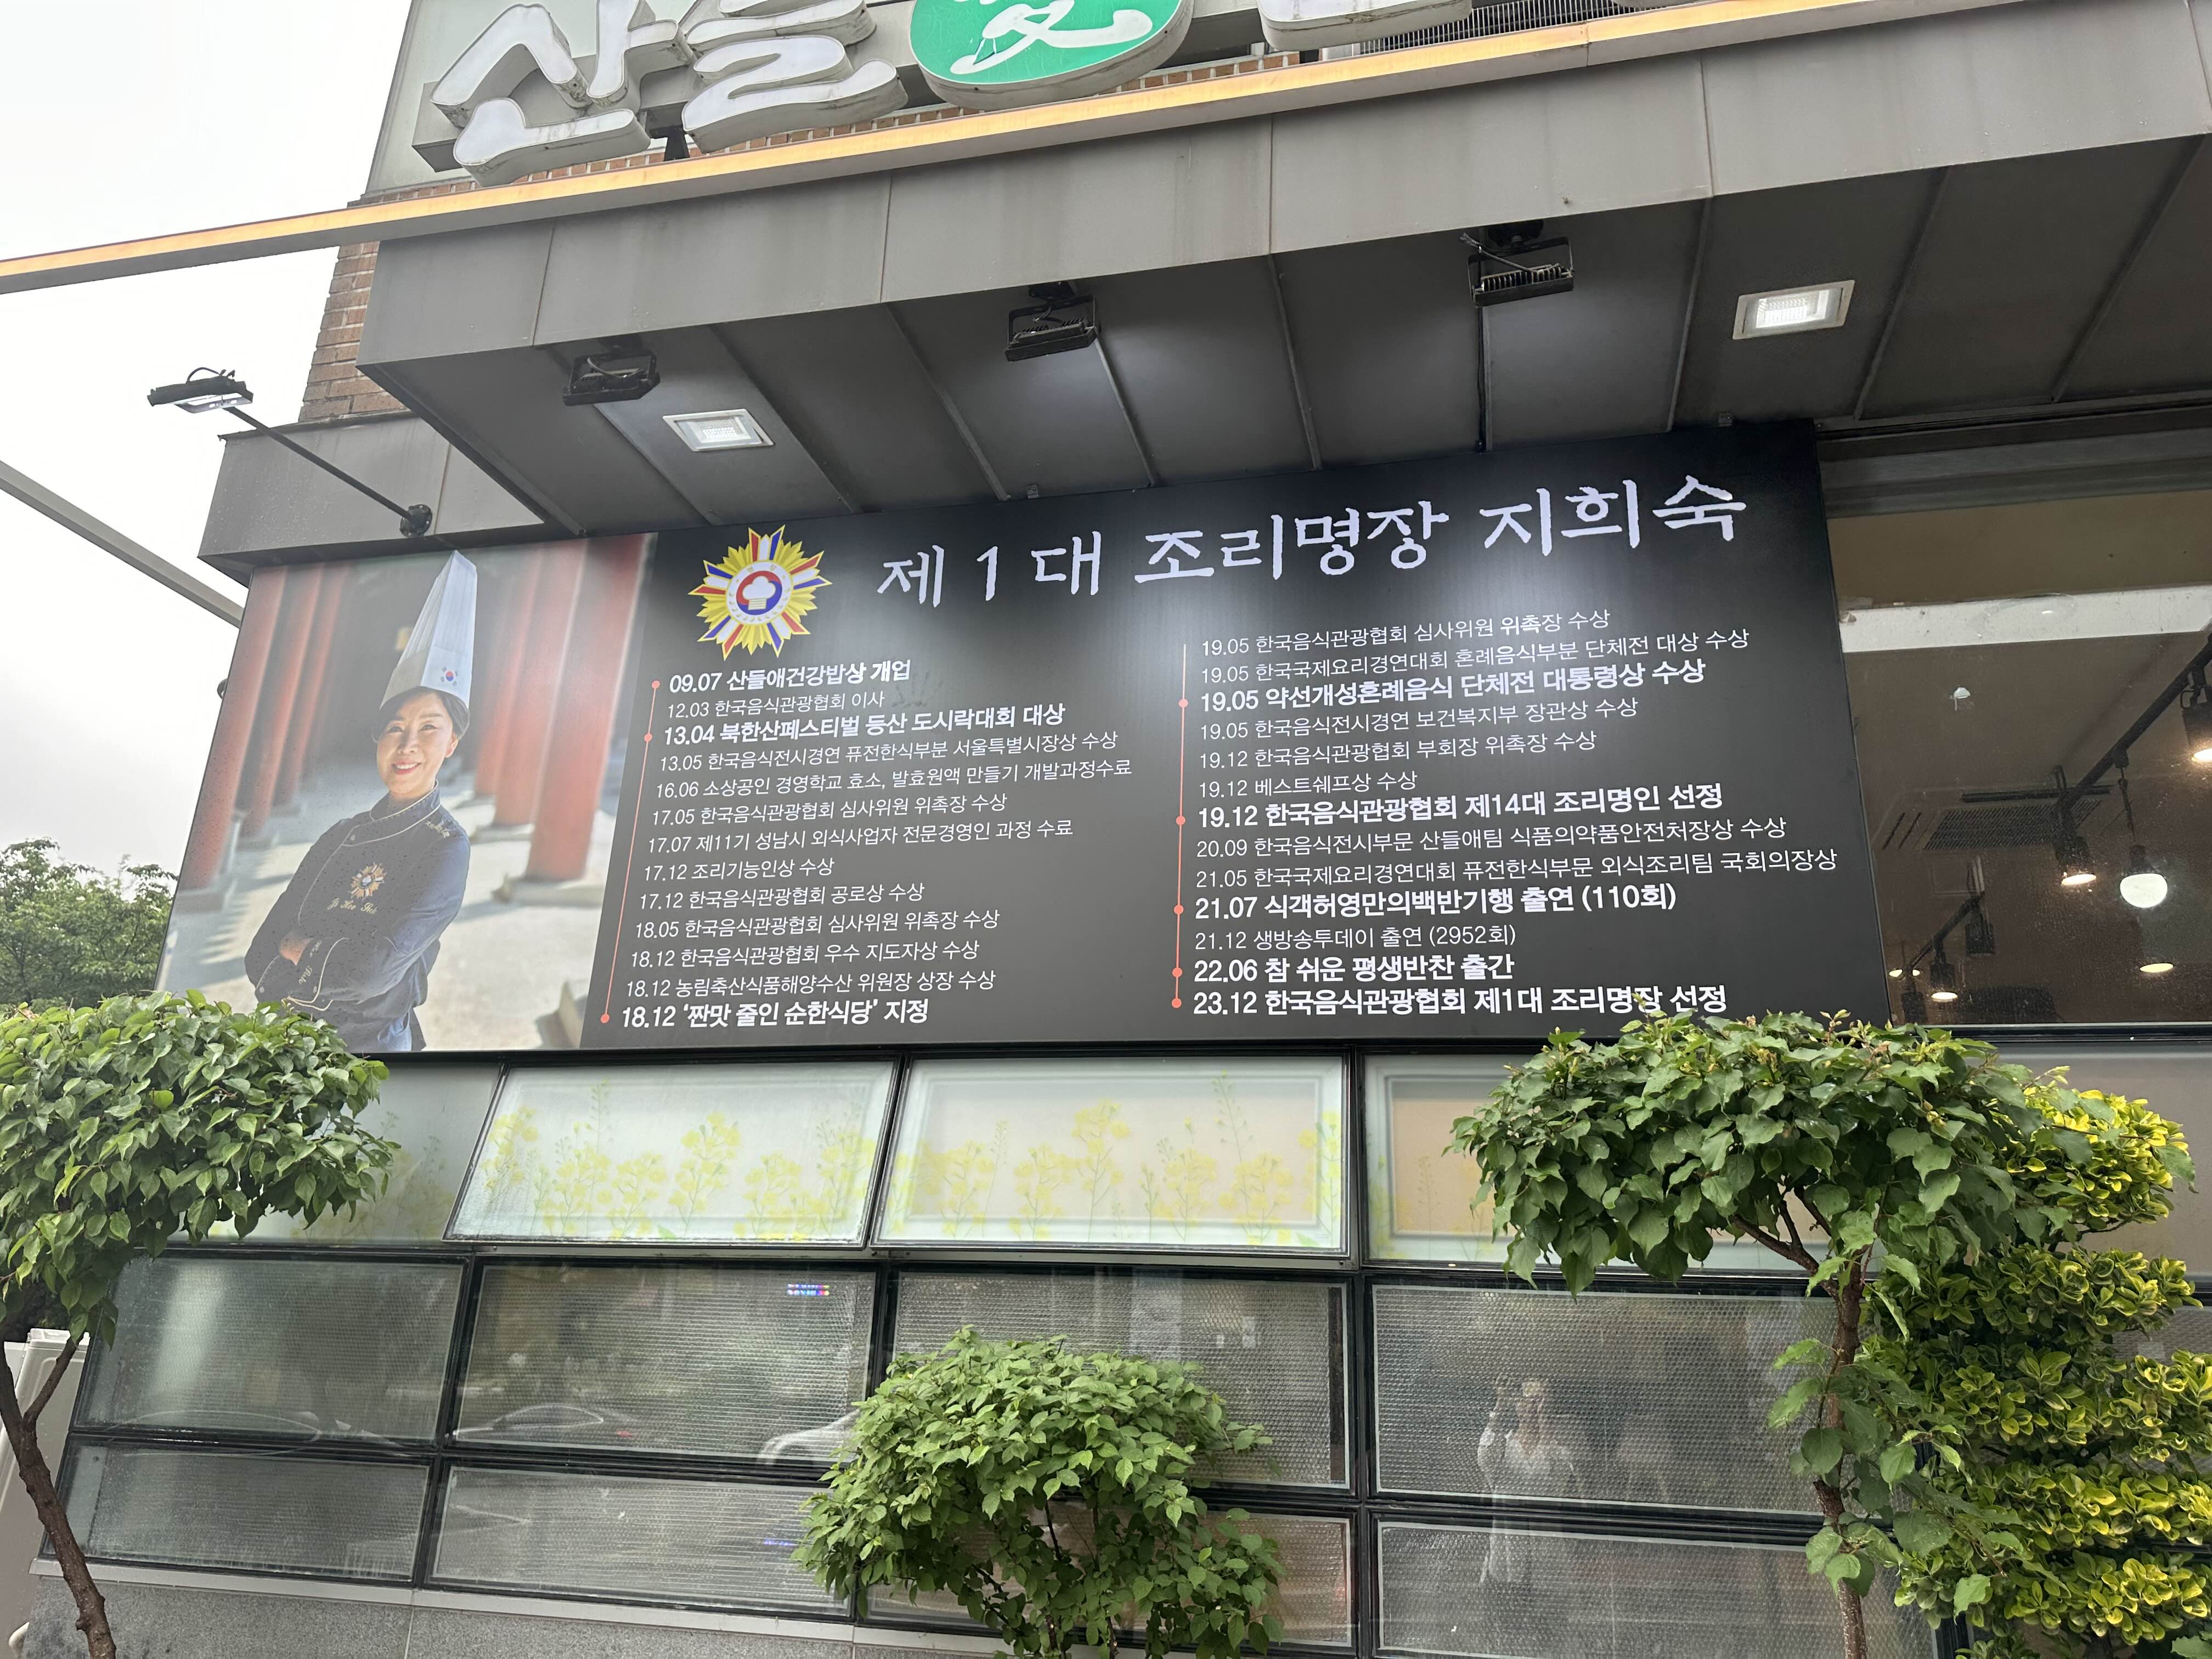 산들
제 1 대 조리명장 지희숙
09.07 산들애건강밥상 개업
12.03 한국음식관광협회 이사
13.04 북한산페스티벌 등산 도시락대회 대상
13.05 한국음식전시경연 퓨전한식부분 서울특별시장상 수상
16.06 소상공인 경영학교 효소, 발효원액 만들기 개발과정수료
17.05 한국음식관광협회 심사위원 위촉장 수상
17.07 제11기 성남시 외식사업자 전문경영인 과정 수료
17.12 조리기능인상 수상
17.12 한국음식관광협회 공로상 수상
18.05 한국음식관광협회 심사위원 위촉장 수상
18.12 한국음식관광협회 우수 지도자상 수상
18.12 농림축산식품해양수산 위원장 상장 수상
18.12 '짠맛 줄인 순한식당' 지정
19.05 한국음식관광협회 심사위원 위촉장 수상
19.05 한국국제요리경연대회 혼례음식부분 단체전 대상 수상
19.05 약선개성혼례음식 단체전 대통령상 수상
19.05 한국음식전시경연 보건복지부 장관상 수상
19.12 한국음식관광협회 부회장 위촉장 수상
19.12 베스트쉐프상 수상
19.12 한국음식관광협회 제14대 조리명인 선정
20.09 한국음식전시부문 산들애팀 식품의약품안전처장상 수상
21.05 한국국제요리경연대회 퓨전한식부문 외식조리팀 국회의장상
21.07 식객허영만의백반기행 출연 (110회)
21.12 생방송투데이 출연 (2952회)
22.06 참 쉬운 평생반찬 출간
23.12 한국음식관광협회 제1대 조리명장 선정